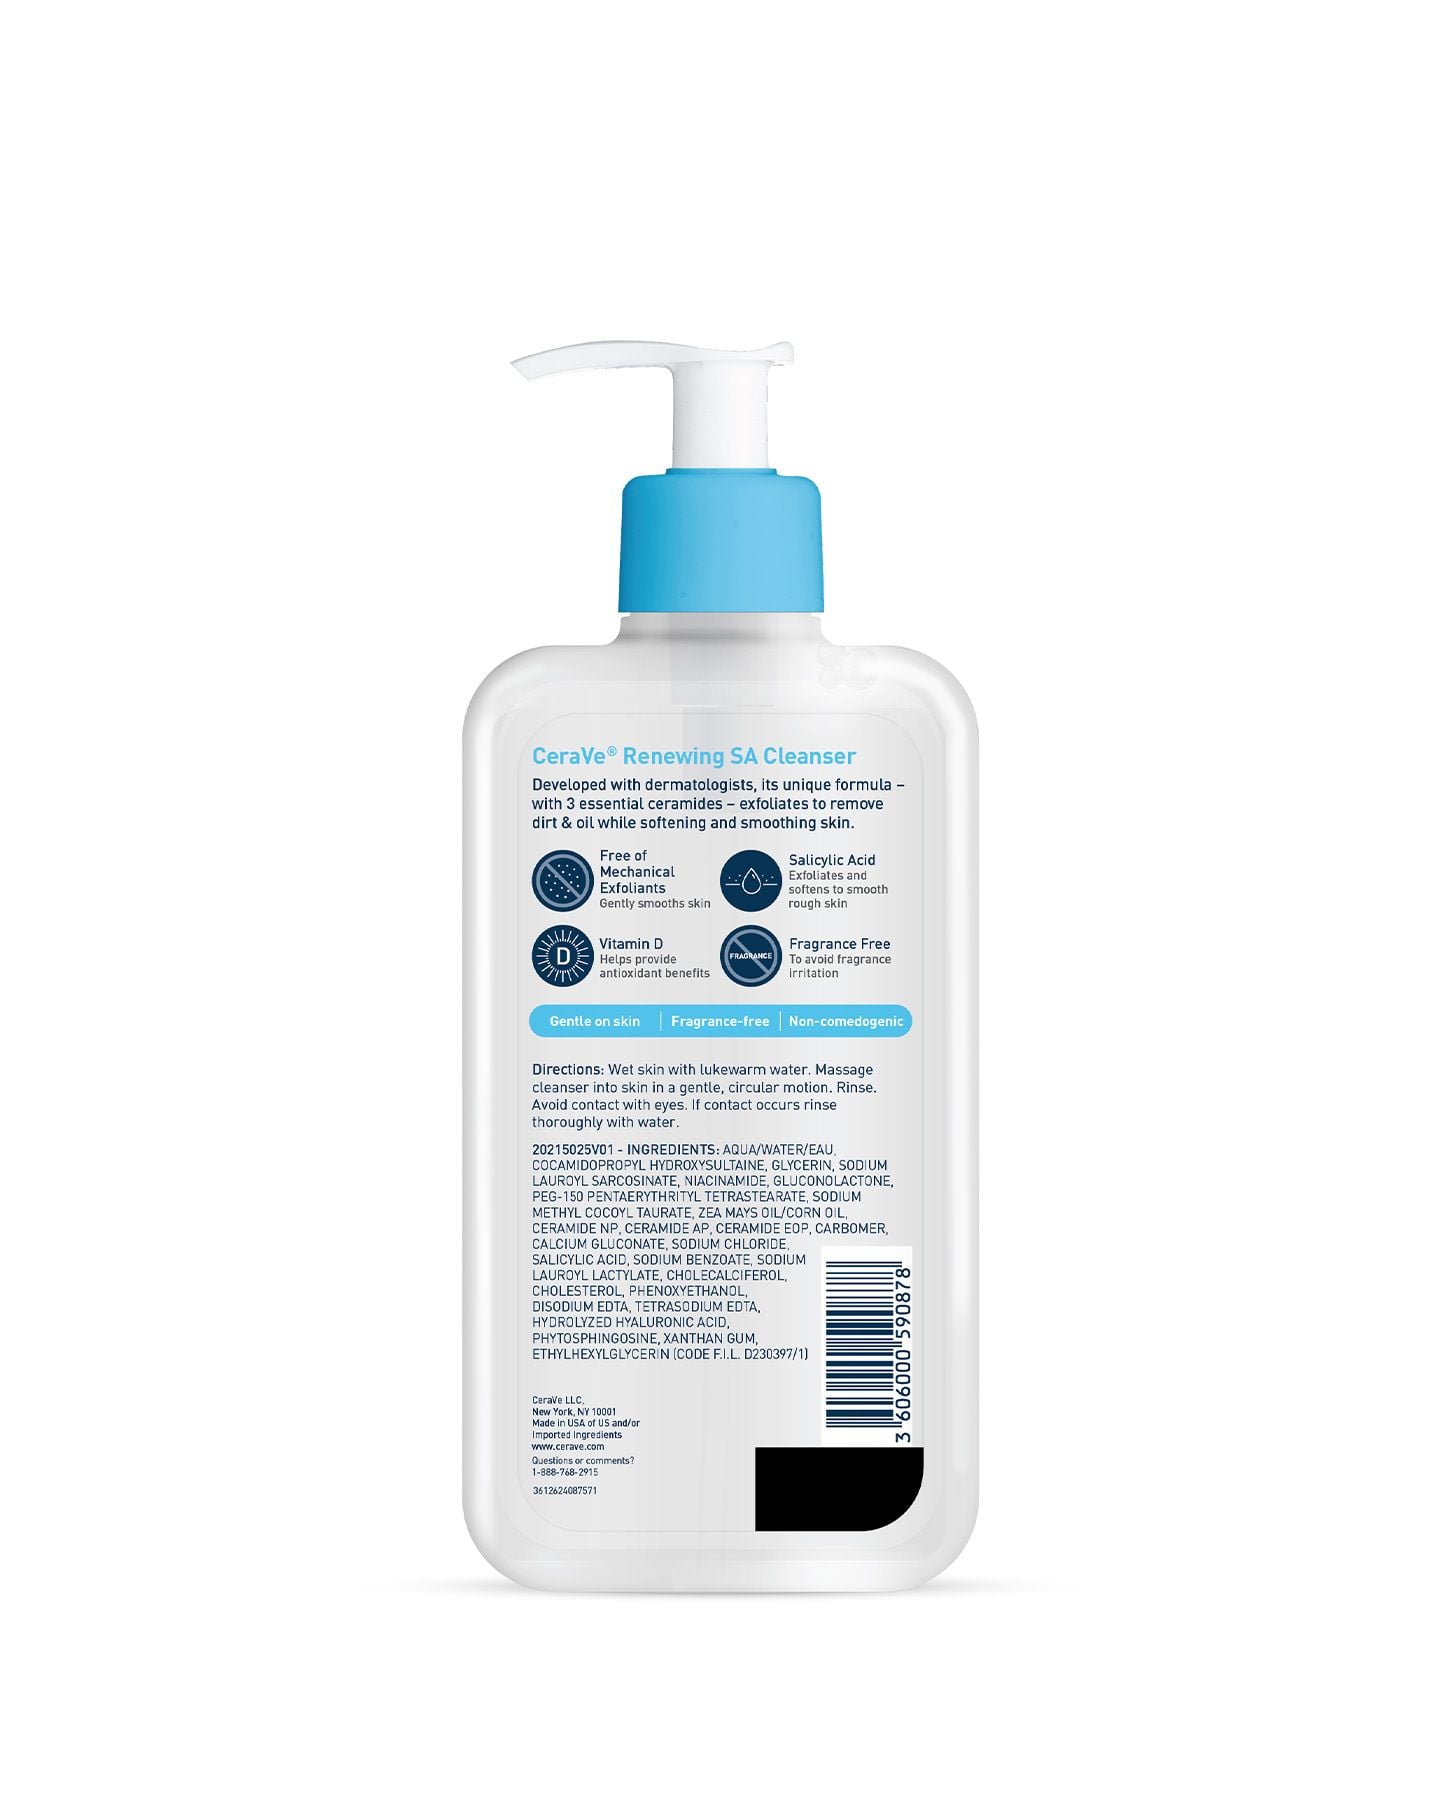 CeraVe® Renewing SA Cleanser
Developed with dermatologists, its unique formula –
with 3 essential ceramides – exfoliates to remove
dirt & oil while softening and smoothing skin.
Free of
Mechanical
Exfoliants
Gently smooths skin
Salicylic Acid
Exfoliates and
softens to smooth
rough skin
D
Vitamin D
Helps provide
antioxidant benefits
FRAGRANCE
Fragrance Free
To avoid fragrance
irritation
Gentle on skin | Fragrance-free | Non-comedogenic
Directions: Wet skin with lukewarm water. Massage
cleanser into skin in a gentle, circular motion. Rinse.
Avoid contact with eyes. If contact occurs rinse
thoroughly with water.
20215025V01 - INGREDIENTS: AQUA/WATER/EAU,
COCAMIDOPROPYL HYDROXYSULTAINE, GLYCERIN, SODIUM
LAUROYL SARCOSINATE, NIACINAMIDE, GLUCONOLACTONE,
PEG-150 PENTAERYTHRITYL TETRASTEARATE, SODIUM
METHYL COCOYL TAURATE, ZEA MAYS OIL/CORN OIL,
CERAMIDE NP, CERAMIDE AP, CERAMIDE EOP, CARBOMER,
CALCIUM GLUCONATE, SODIUM CHLORIDE,
SALICYLIC ACID, SODIUM BENZOATE, SODIUM
LAUROYL LACTYLATE, CHOLECALCIFEROL,
CHOLESTEROL, PHENOXYETHANOL,
DISODIUM EDTA, TETRASODIUM EDTA,
HYDROLYZED HYALURONIC ACID,
PHYTOSPHINGOSINE, XANTHAN GUM,
ETHYLHEXYLGLYCERIN (CODE F.I.L. D230397/1)
3 606000 590878
CeraVe LLC,
New York, NY 10001
Made in USA of US and/or
Imported Ingredients
www.cerave.com
Questions or comments?
1-888-768-2915
3612624087571